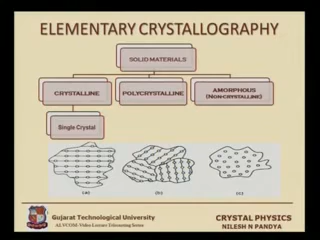 ELEMENTARY CRYSTALLOGRAPHY
SOLID MATERIALS
CRYSTALLINE
POLYCRYSTALLINE
AMORPHOUS
(Non-crystalline)
Single Crystal
(a)
(b)
(c)
Gujarat Technological University
CRYSTAL PHYSICS
NILESH N PANDYA